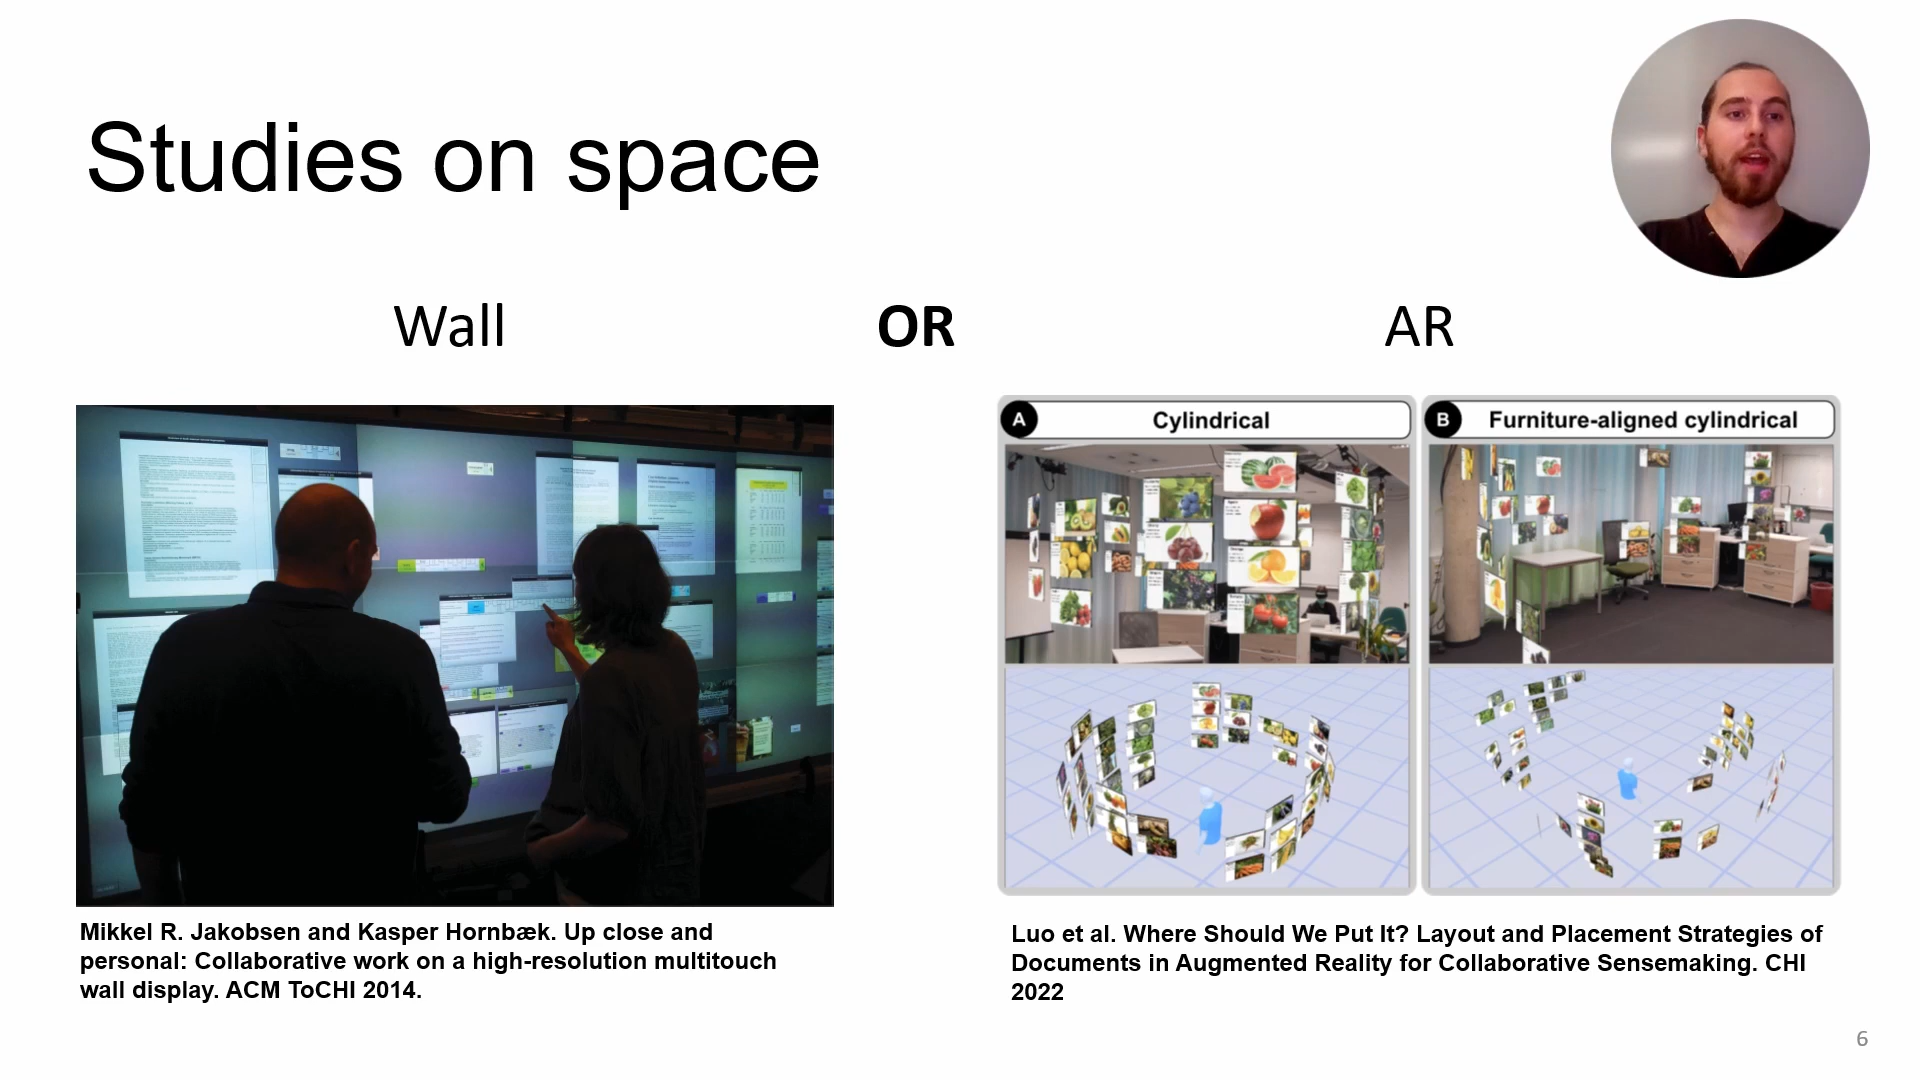 Studies on space
Wall
OR
AR
A
Cylindrical
B
Furniture-aligned cylindrical
Mikkel R. Jakobsen and Kasper Hornbæk. Up close and
personal: Collaborative work on a high-resolution multitouch
wall display. ACM ToCHI 2014.
Luo et al. Where Should We Put It? Layout and Placement Strategies of
Documents in Augmented Reality for Collaborative Sensemaking. CHI
2022
6